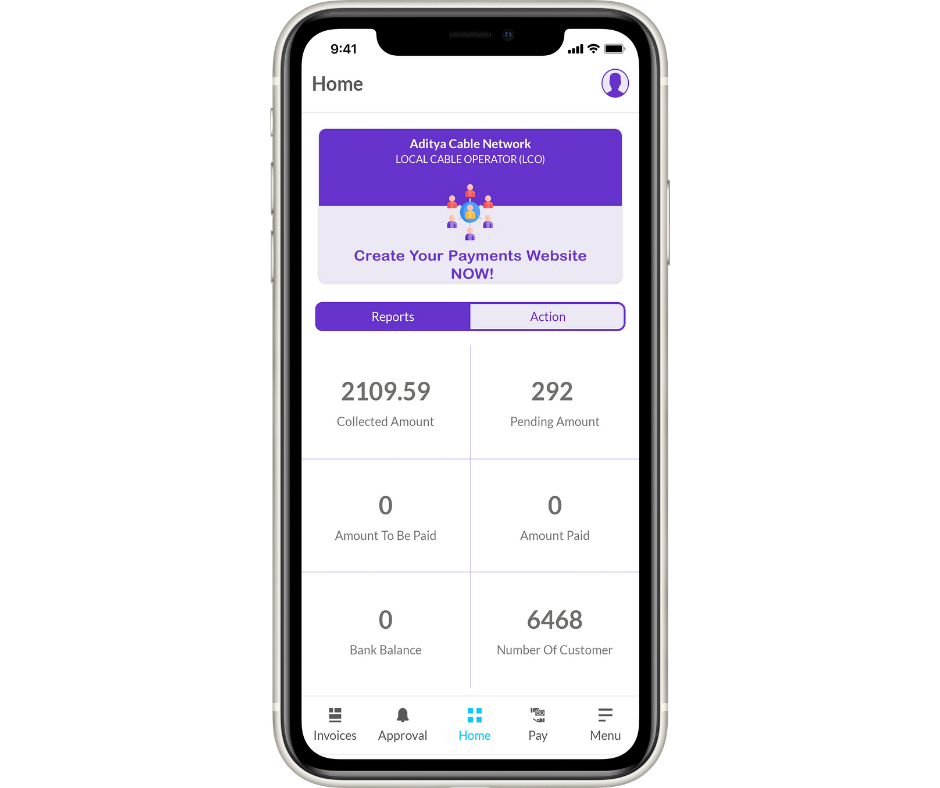 9:41
Home
Aditya Cable Network
LOCAL CABLE OPERATOR (LCO)
Create Your Payments Website
NOW!
Reports Action
2109.59 292
Collected Amount Pending Amount
0 0
Amount To Be Paid Amount Paid
0 6468
Bank Balance Number Of Customer
Invoices Approval Home Pay Menu